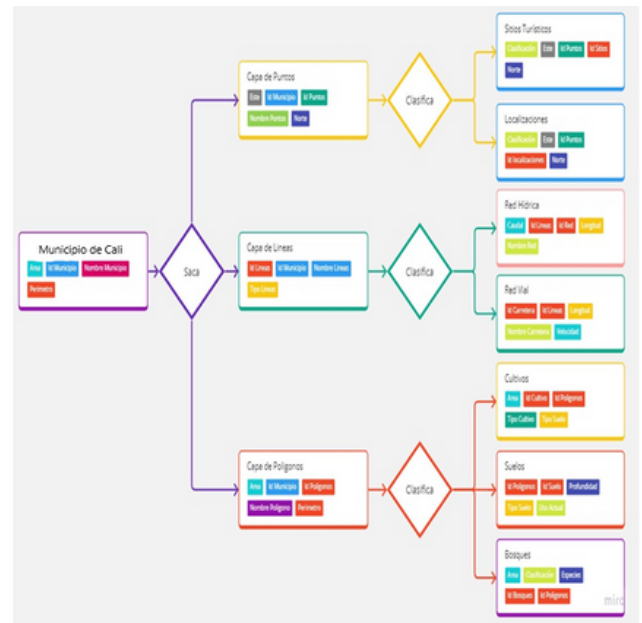 Municipio de Cali
Area Id Municipio Nombre Municipio
Perimetro
Saca
Capa de Puntos
Este Id Municipio Id Puntos
Nombre Puntos Norte
Clasifica
Sitios Turísticos
Clasificación Este Id Puntos Id Sitios
Norte
Localizaciones
Clasificación Este Id Puntos
Id localizaciones Norte
Capa de Lineas
Id Lineas Id Municipio Nombre Lineas
Tipo Lineas
Clasifica
Red Hídrica
Caudal Id Lineas Id Red Longitud
Nombre Red
Red Vial
Id Carretera Id Lineas Longitud
Nombre Carretera Velocidad
Capa de Poligonos
Area Id Municipio Id Poligonos
Nombre Poligono Perimetro
Clasifica
Cultivos
Area Id Cultivo Id Poligonos
Tipo Cultivo Tipo Suelo
Suelos
Id Poligonos Id Suelo Profundidad
Tipo Suelo Uso Actual
Bosques
Area Clasificación Especies
Id Bosques Id Poligonos
miro